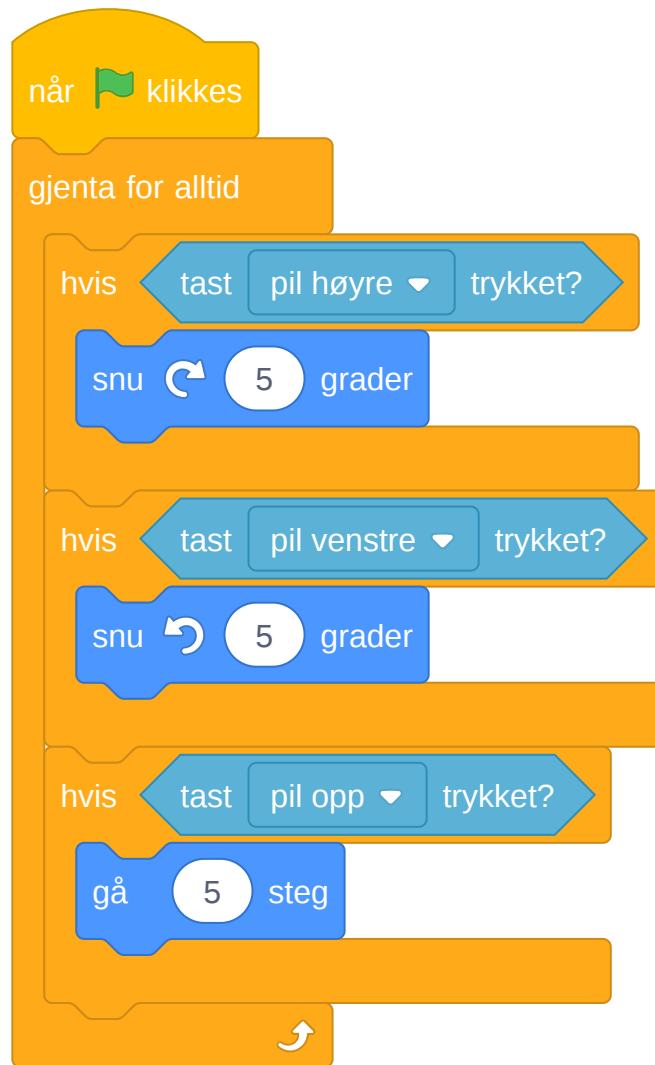 når klikkes
gjenta for alltid
hvis tast pil høyre trykket?
snu 5 grader
hvis tast pil venstre trykket?
snu 5 grader
hvis tast pil opp trykket?
gå 5 steg